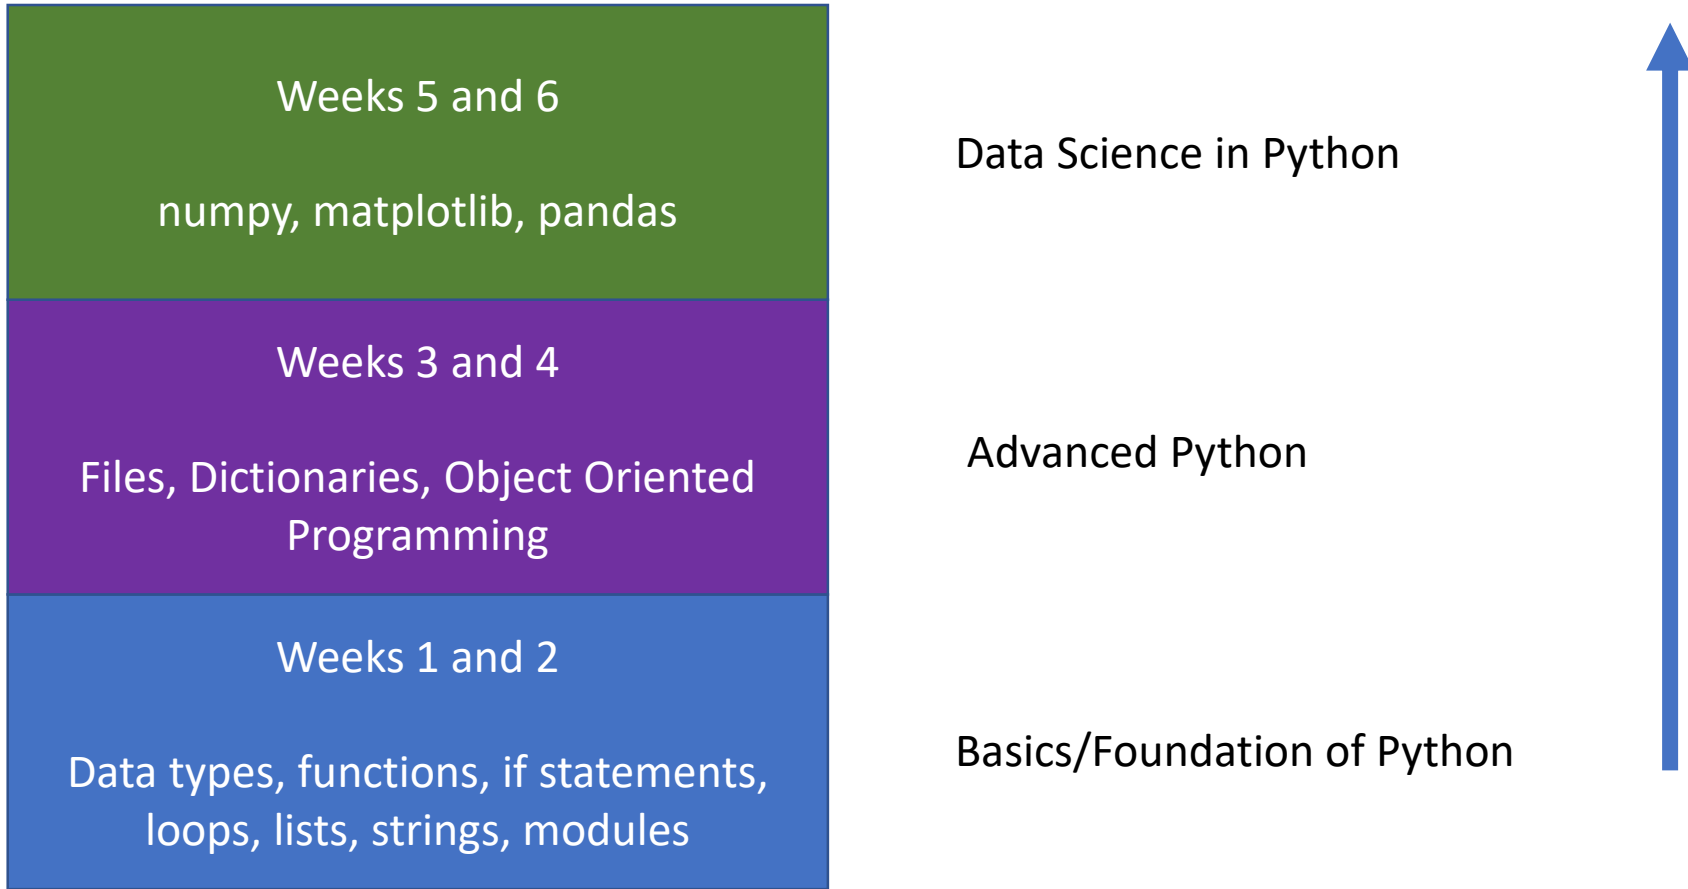 Weeks 5 and 6
numpy, matplotlib, pandas
Data Science in Python
Weeks 3 and 4
Files, Dictionaries, Object Oriented
Programming
Advanced Python
Weeks 1 and 2
Data types, functions, if statements,
loops, lists, strings, modules
Basics/Foundation of Python